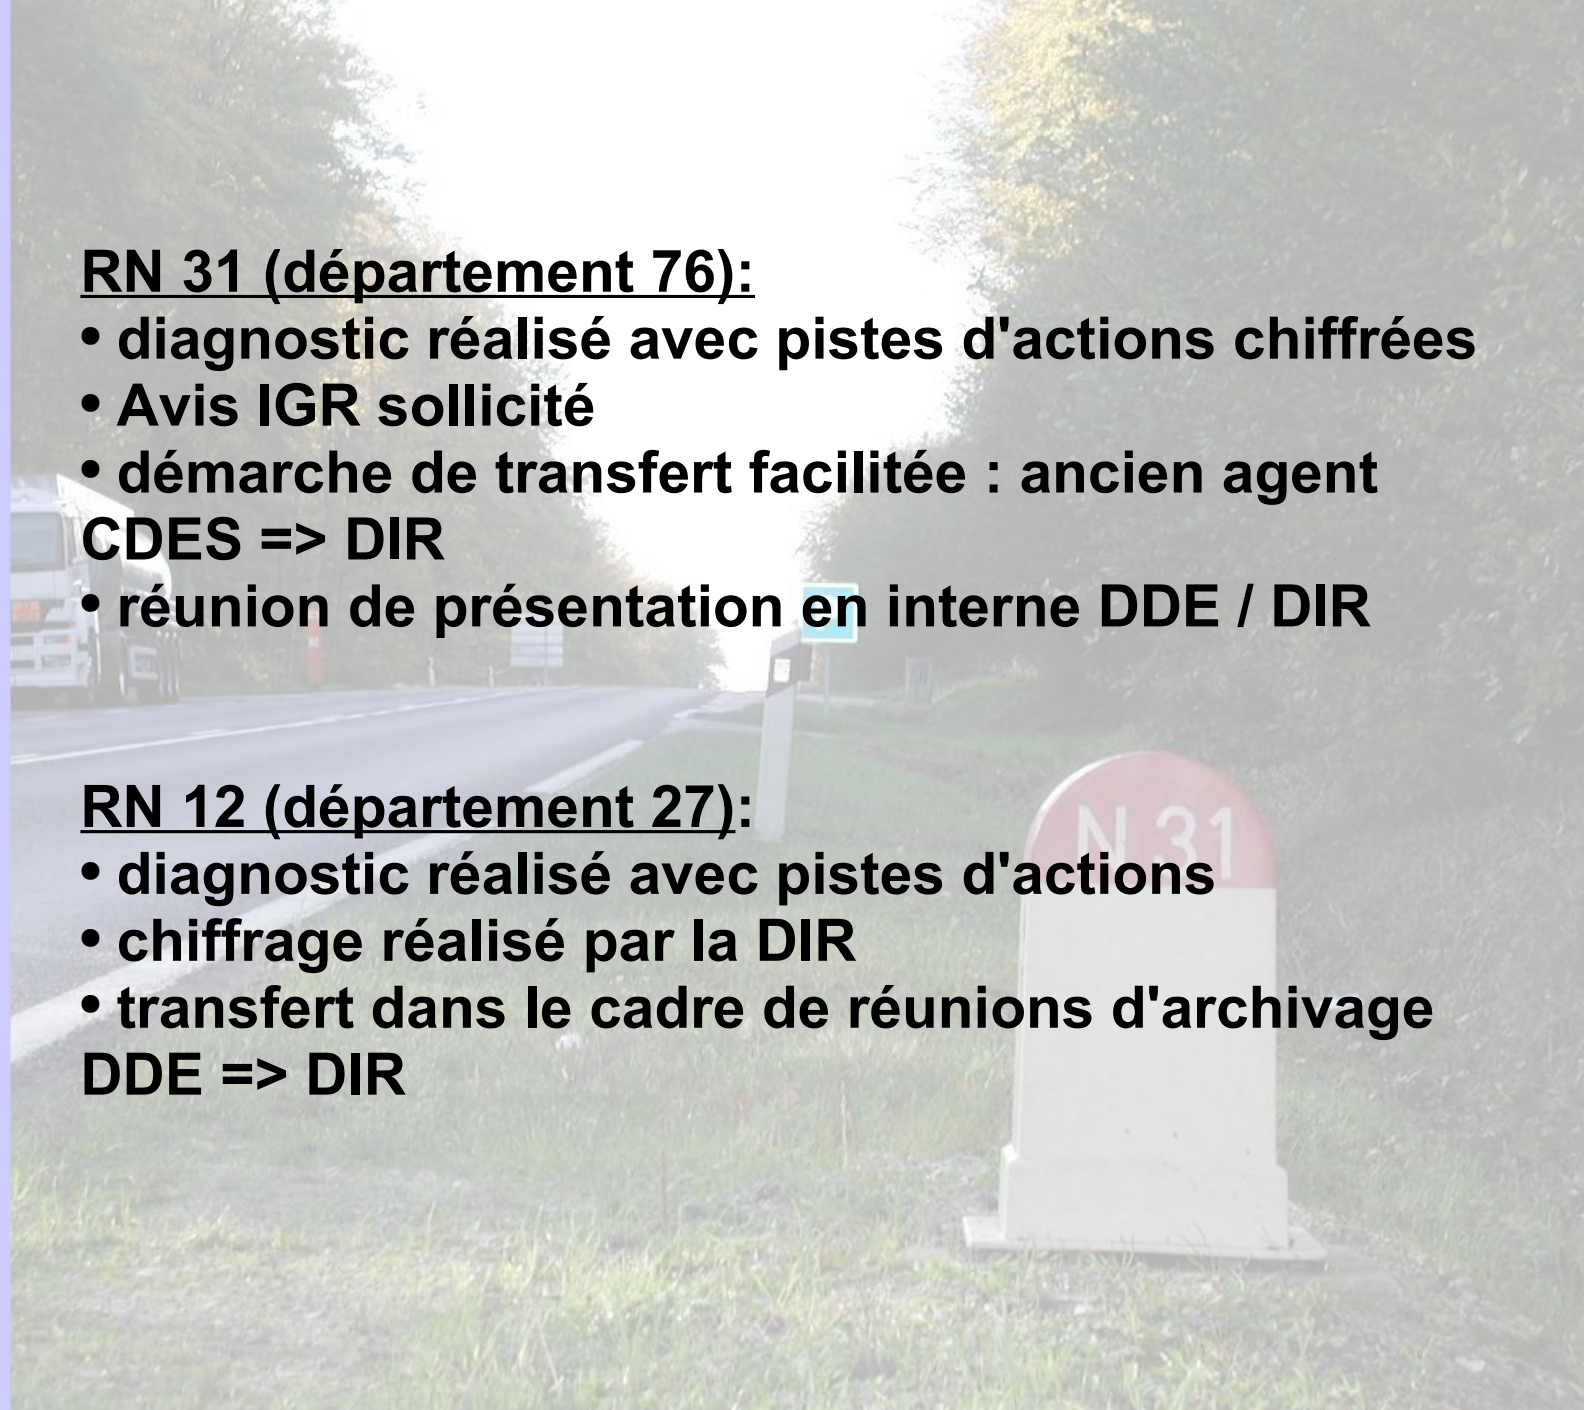 RN 31 (département 76):
• diagnostic réalisé avec pistes d'actions chiffrées
• Avis IGR sollicité
• démarche de transfert facilitée : ancien agent
CDES => DIR
• réunion de présentation en interne DDE / DIR
RN 12 (département 27):
• diagnostic réalisé avec pistes d'actions
• chiffrage réalisé par la DIR
• transfert dans le cadre de réunions d'archivage
DDE => DIR
N 31